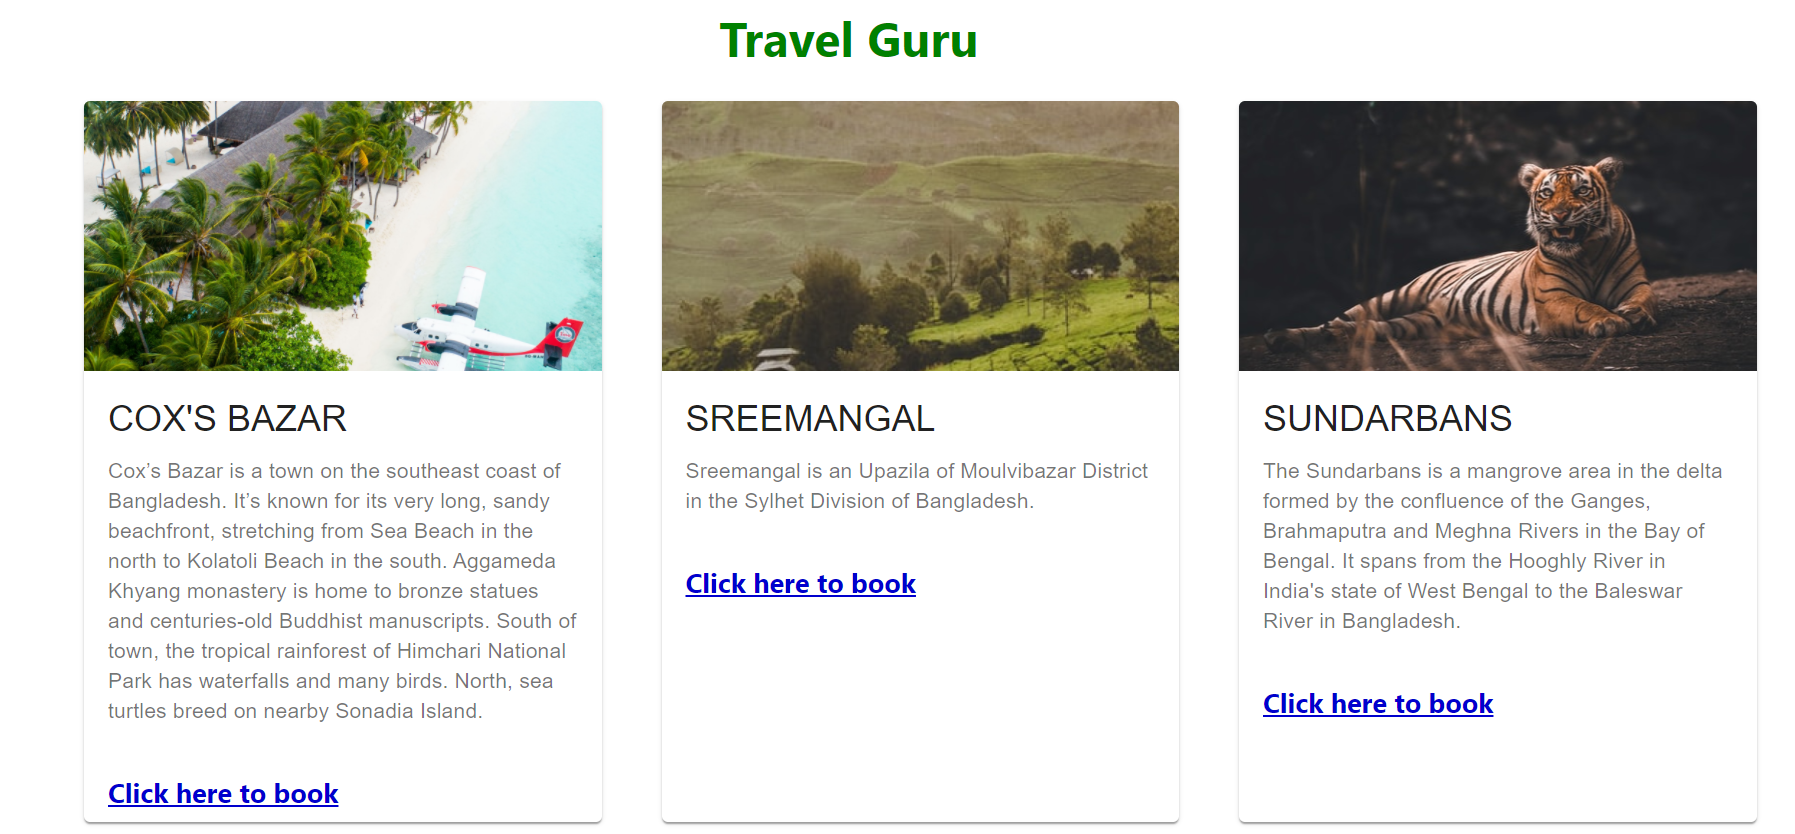 Travel Guru
COX'S BAZAR
Cox’s Bazar is a town on the southeast coast of
Bangladesh. It’s known for its very long, sandy
beachfront, stretching from Sea Beach in the
north to Kolatoli Beach in the south. Aggameda
Khyang monastery is home to bronze statues
and centuries-old Buddhist manuscripts. South of
town, the tropical rainforest of Himchari National
Park has waterfalls and many birds. North, sea
turtles breed on nearby Sonadia Island.
Click here to book
SREEMANGAL
Sreemangal is an Upazila of Moulvibazar District
in the Sylhet Division of Bangladesh.
Click here to book
SUNDARBANS
The Sundarbans is a mangrove area in the delta
formed by the confluence of the Ganges,
Brahmaputra and Meghna Rivers in the Bay of
Bengal. It spans from the Hooghly River in
India's state of West Bengal to the Baleswar
River in Bangladesh.
Click here to book